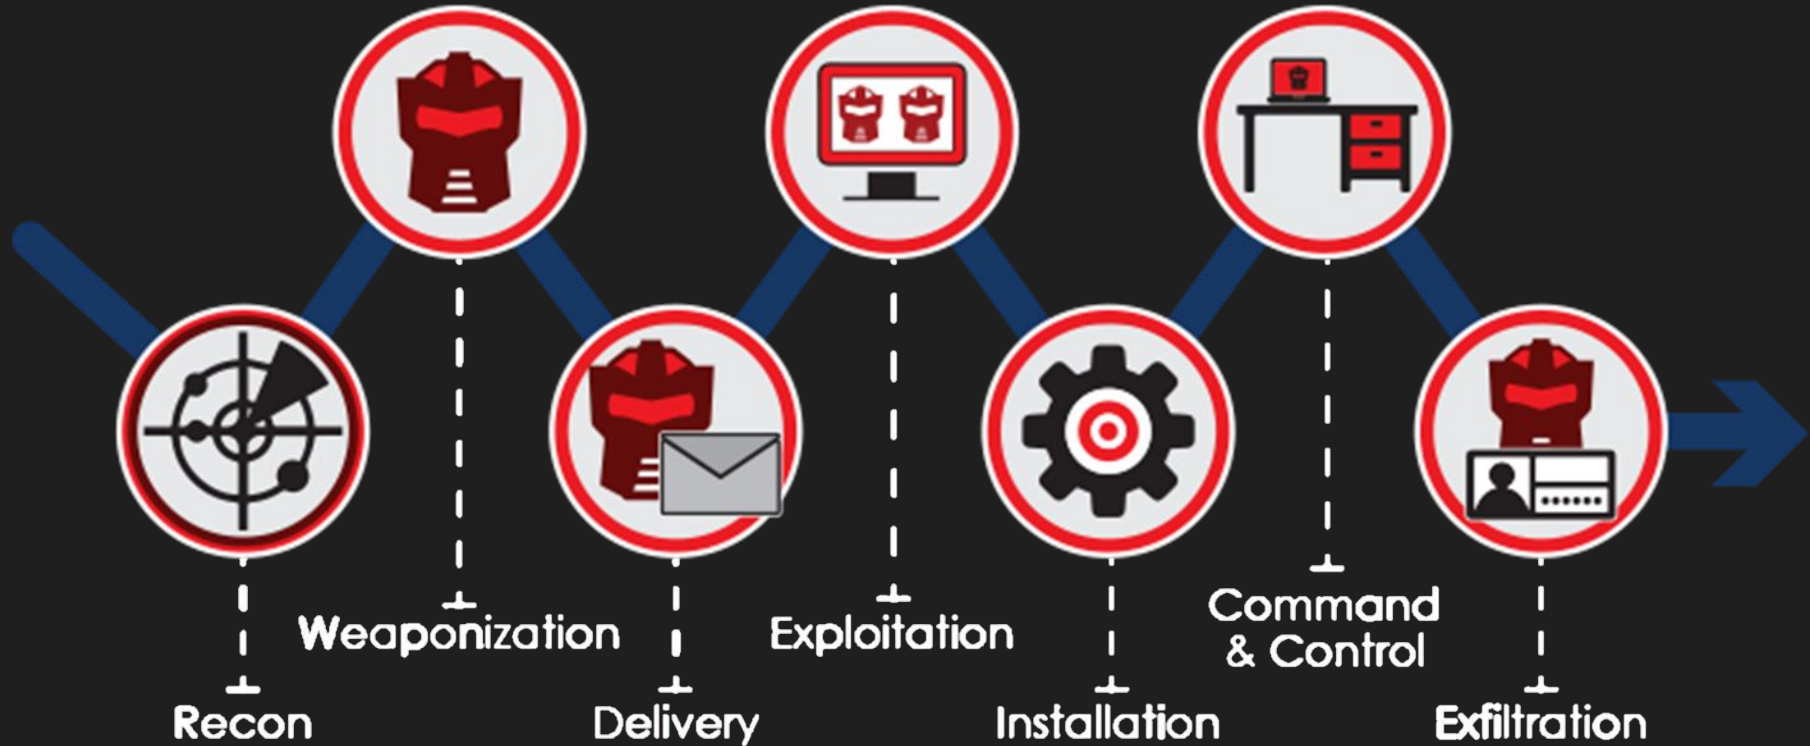 Weaponization
Exploitation
Command
& Control
Recon
Delivery
Installation
Exfiltration